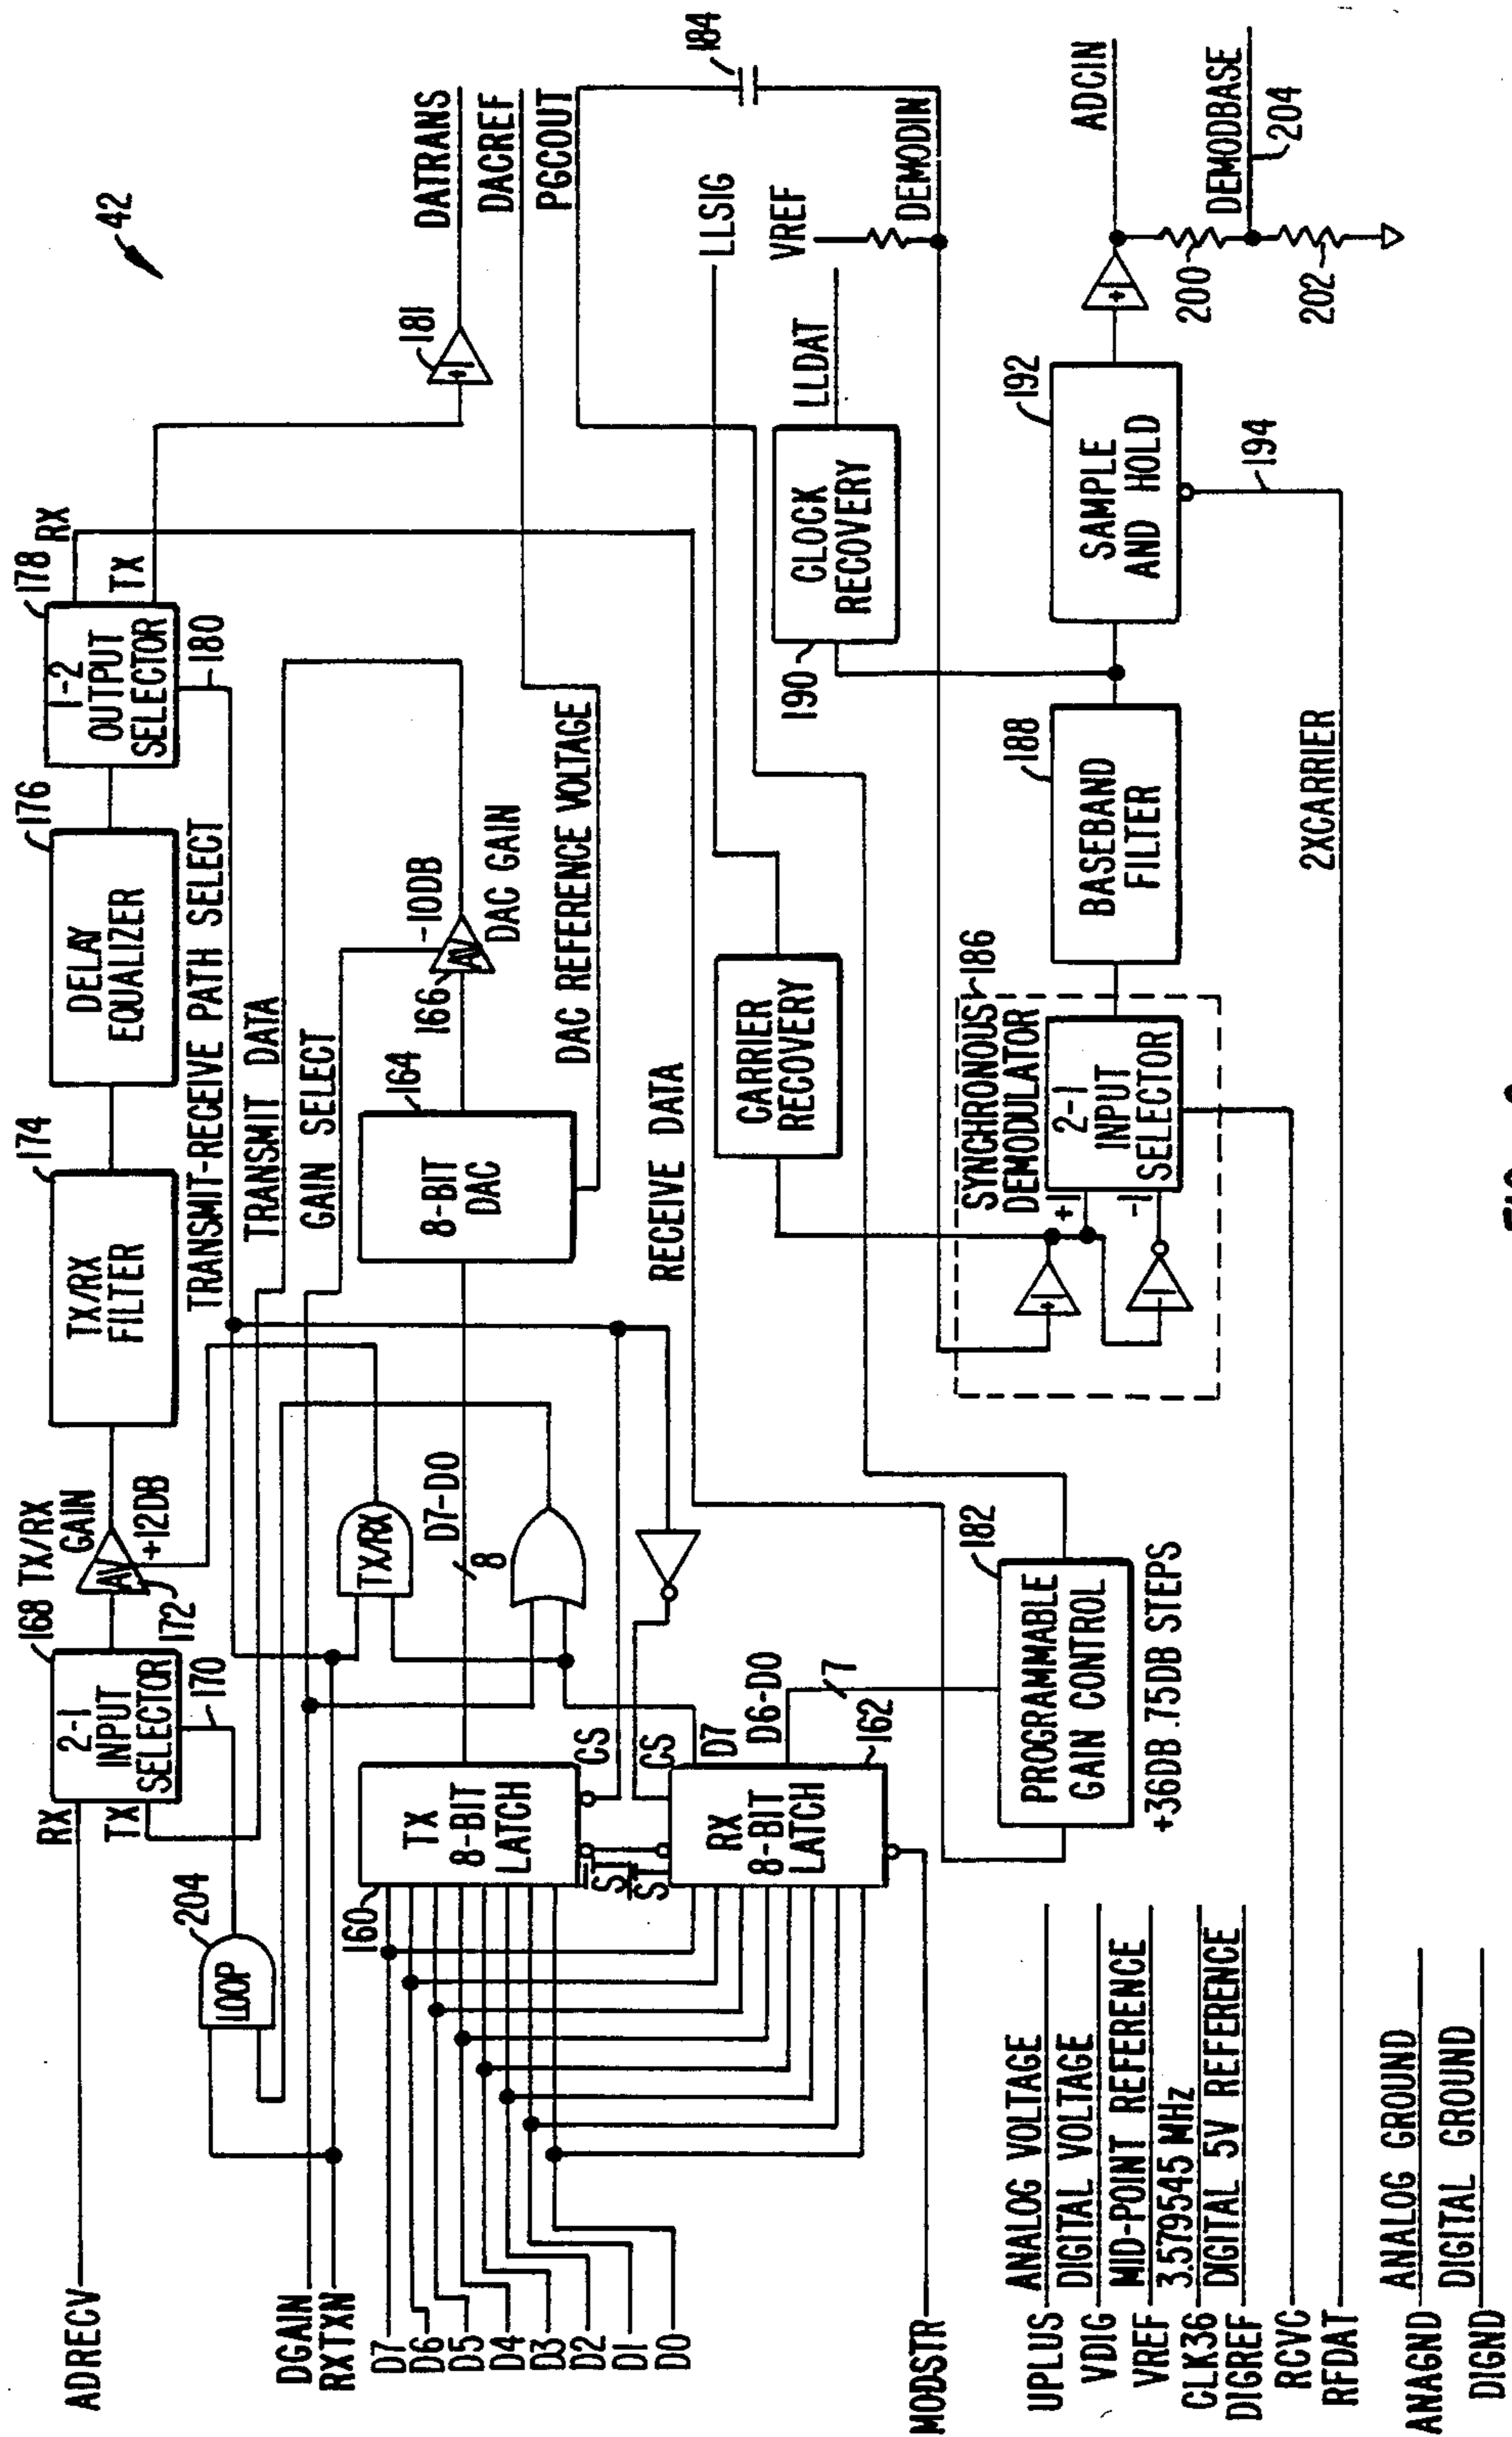 42
ADRECV
RX
TX
168
2-1
INPUT
SELECTOR
170
TX/RX
GAIN
AV
+12DB
172
174
TX/RX
FILTER
176
DELAY
EQUALIZER
178
1-2
OUTPUT
SELECTOR
RX
TX
180
TRANSMIT-RECEIVE PATH SELECT
TRANSMIT DATA
GAIN SELECT
204
LOOP
DGAIN
RXTXN
TX/RX
181
+1
DATRANS
DACREF
PGCOUT
184
D7
D6
D5
D4
D3
D2
D1
D0
160
TX
8-BIT
LATCH
CS
ST
ST
D7-D0
8
164
8-BIT
DAC
166
AV
-10DB
DAC GAIN
DAC REFERENCE VOLTAGE
RX
8-BIT
LATCH
CS
D7
D6-D0
7
162
MODSTR
RECEIVE DATA
182
PROGRAMMABLE
GAIN CONTROL
+36DB .75DB STEPS
CARRIER
RECOVERY
LLSIG
190
CLOCK
RECOVERY
LLDAT
VREF
DEMODIN
SYNCHRONOUS
DEMODULATOR
186
+1
-1
2-1
INPUT
SELECTOR
188
BASEBAND
FILTER
192
SAMPLE
AND HOLD
194
+1
ADCIN
200
DEMODBASE
204
202
2XCARRIER
UPLUS ANALOG VOLTAGE
VDIG DIGITAL VOLTAGE
VREF MID-POINT REFERENCE
CLK36 3.579545 MHz
DIGREF DIGITAL 5V REFERENCE
RCVC
RFDAT
ANAGND ANALOG GROUND
DIGND DIGITAL GROUND